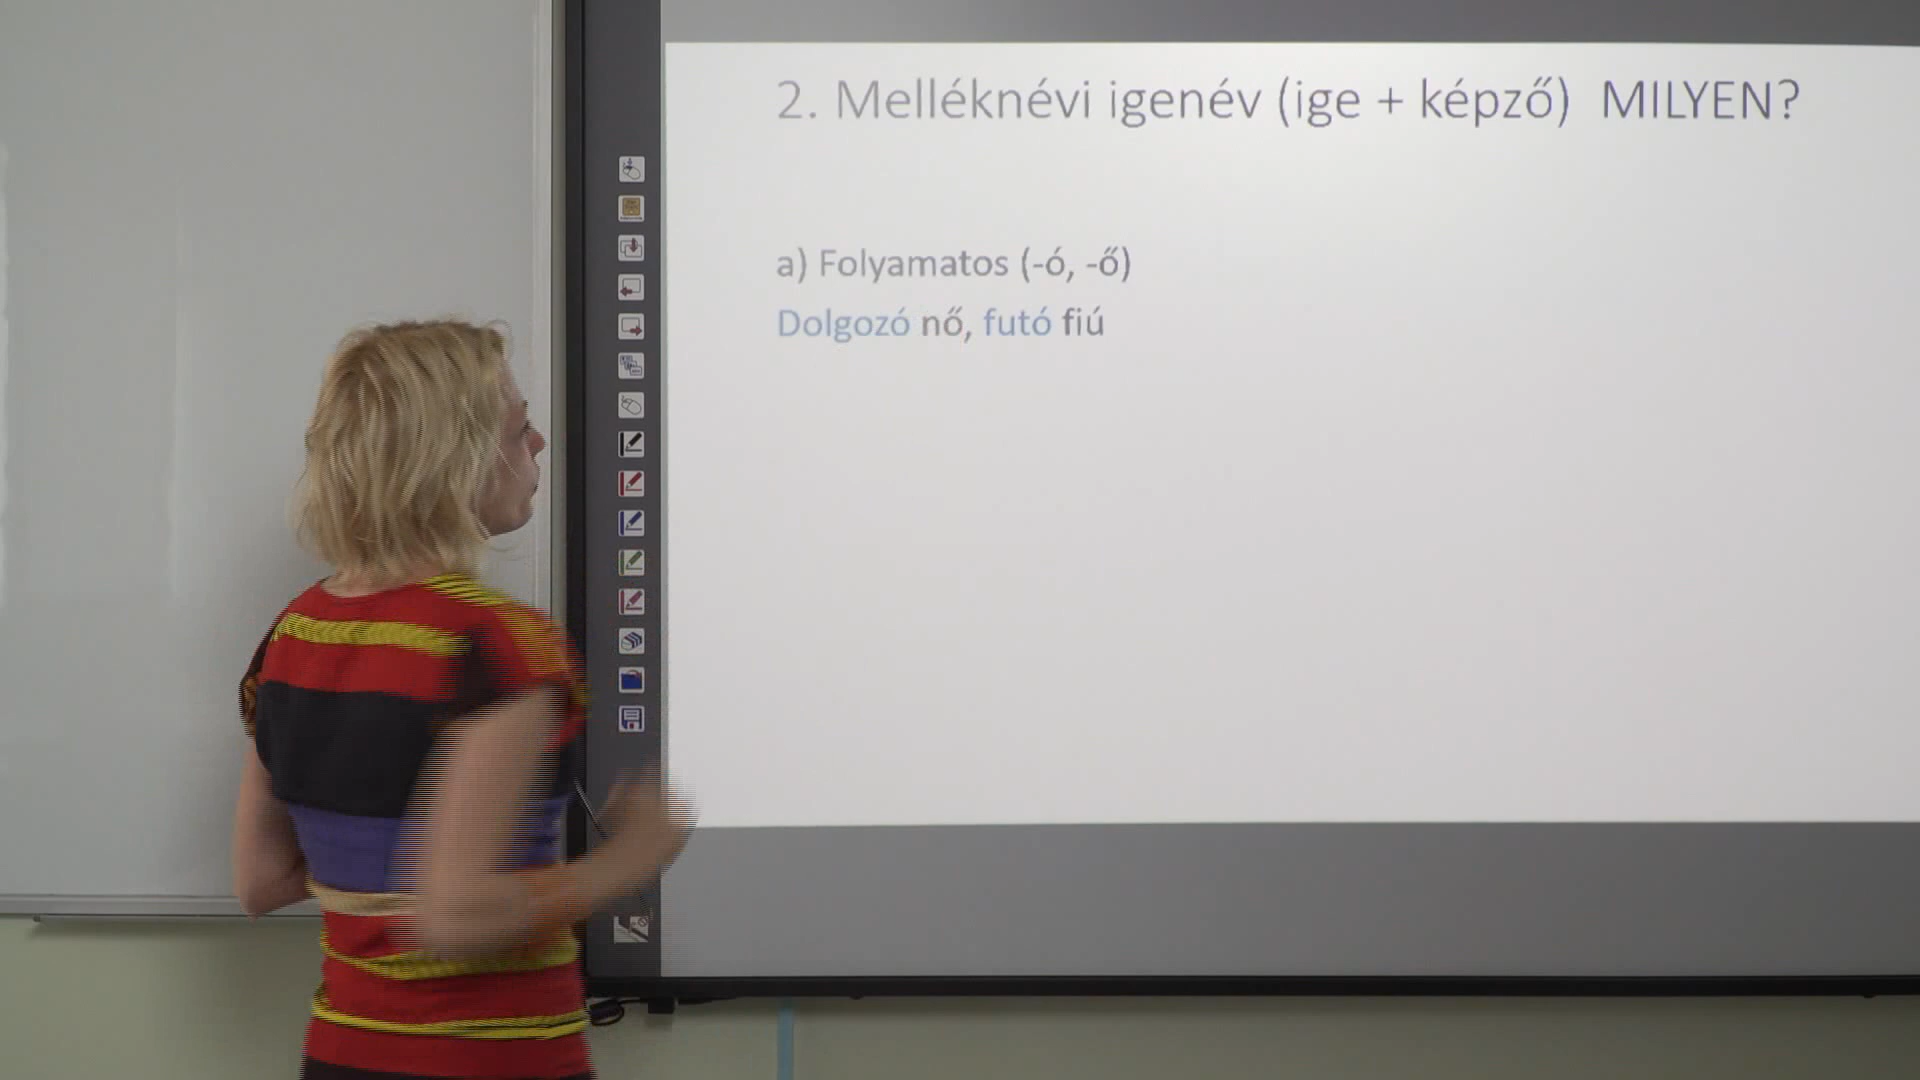 2. Melléknévi igenév (ige + képző) MILYEN?
a) Folyamatos (-ó, -ő)
Dolgozó nő, futó fiú